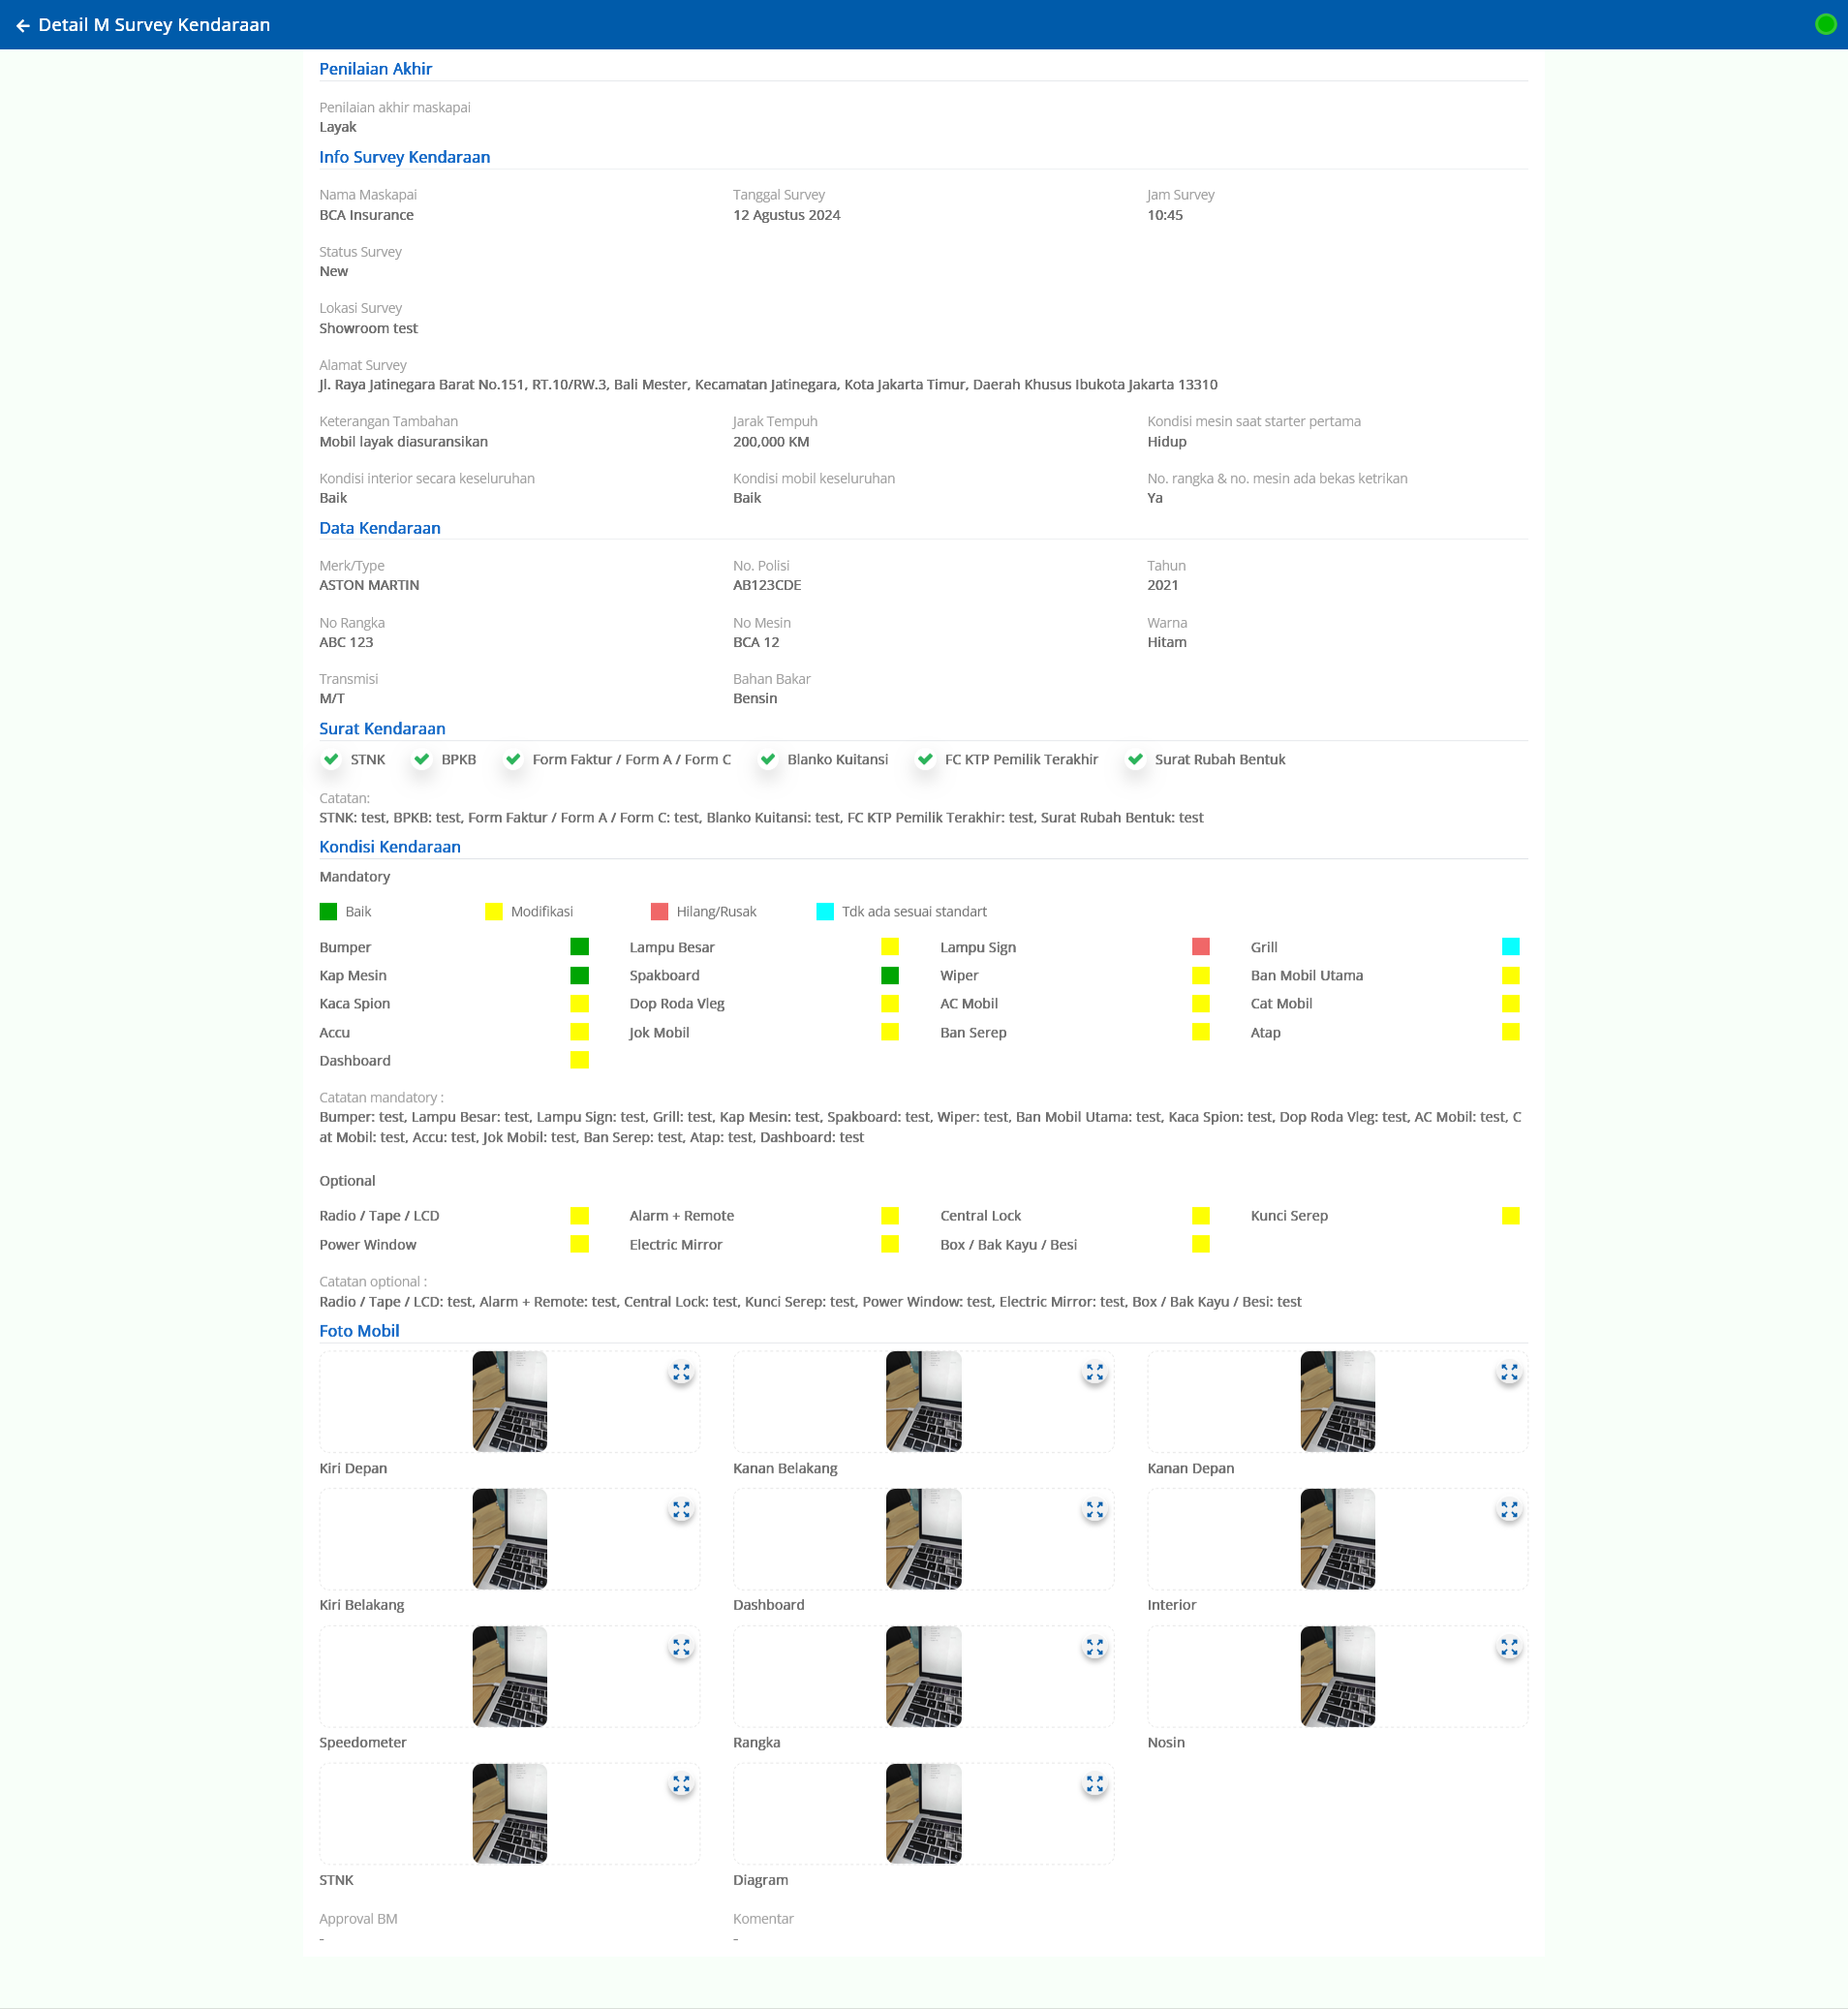 Detail M Survey Kendaraan
Penilaian Akhir
Penilaian akhir maskapai
Layak
Info Survey Kendaraan
Nama Maskapai Tanggal Survey Jam Survey
BCA Insurance 12 Agustus 2024 10:45
Status Survey
New
Lokasi Survey
Showroom test
Alamat Survey
Jl. Raya Jatinegara Barat No.151, RT.10/RW.3, Bali Mester, Kecamatan Jatinegara, Kota Jakarta Timur, Daerah Khusus Ibukota Jakarta 13310
Keterangan Tambahan Jarak Tempuh Kondisi mesin saat starter pertama
Mobil layak diasuransikan 200,000 KM Hidup
Kondisi interior secara keseluruhan Kondisi mobil keseluruhan No. rangka & no. mesin ada bekas ketrikan
Baik Baik Ya
Data Kendaraan
Merk/Type No. Polisi Tahun
ASTON MARTIN AB123CDE 2021
No Rangka No Mesin Warna
ABC 123 BCA 12 Hitam
Transmisi Bahan Bakar
M/T Bensin
Surat Kendaraan
STNK BPKB Form Faktur / Form A / Form C Blanko Kuitansi FC KTP Pemilik Terakhir Surat Rubah Bentuk
Catatan:
STNK: test, BPKB: test, Form Faktur / Form A / Form C: test, Blanko Kuitansi: test, FC KTP Pemilik Terakhir: test, Surat Rubah Bentuk: test
Kondisi Kendaraan
Mandatory
Baik Modifikasi Hilang/Rusak Tdk ada sesuai standart
Bumper Lampu Besar Lampu Sign Grill
Kap Mesin Spakboard Wiper Ban Mobil Utama
Kaca Spion Dop Roda Vleg AC Mobil Cat Mobil
Accu Jok Mobil Ban Serep Atap
Dashboard
Catatan mandatory :
Bumper: test, Lampu Besar: test, Lampu Sign: test, Grill: test, Kap Mesin: test, Spakboard: test, Wiper: test, Ban Mobil Utama: test, Kaca Spion: test, Dop Roda Vleg: test, AC Mobil: test, C
at Mobil: test, Accu: test, Jok Mobil: test, Ban Serep: test, Atap: test, Dashboard: test
Optional
Radio / Tape / LCD Alarm + Remote Central Lock Kunci Serep
Power Window Electric Mirror Box / Bak Kayu / Besi
Catatan optional :
Radio / Tape / LCD: test, Alarm + Remote: test, Central Lock: test, Kunci Serep: test, Power Window: test, Electric Mirror: test, Box / Bak Kayu / Besi: test
Foto Mobil
Kiri Depan Kanan Belakang Kanan Depan
Kiri Belakang Dashboard Interior
Speedometer Rangka Nosin
STNK Diagram
Approval BM Komentar
- -